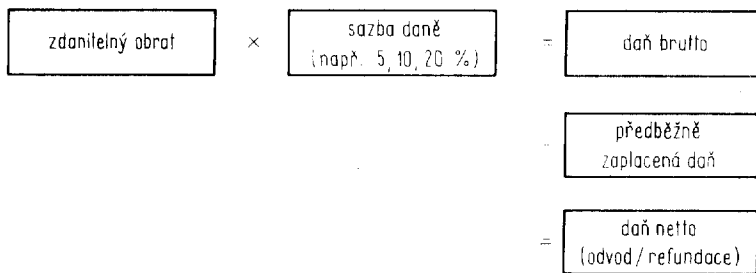 zdanitelný obrat × sazba daně = daň brutto
(např. 5, 10, 20 %)
- předběžně
zaplacená daň
= daň netto
(odvod / refundace)